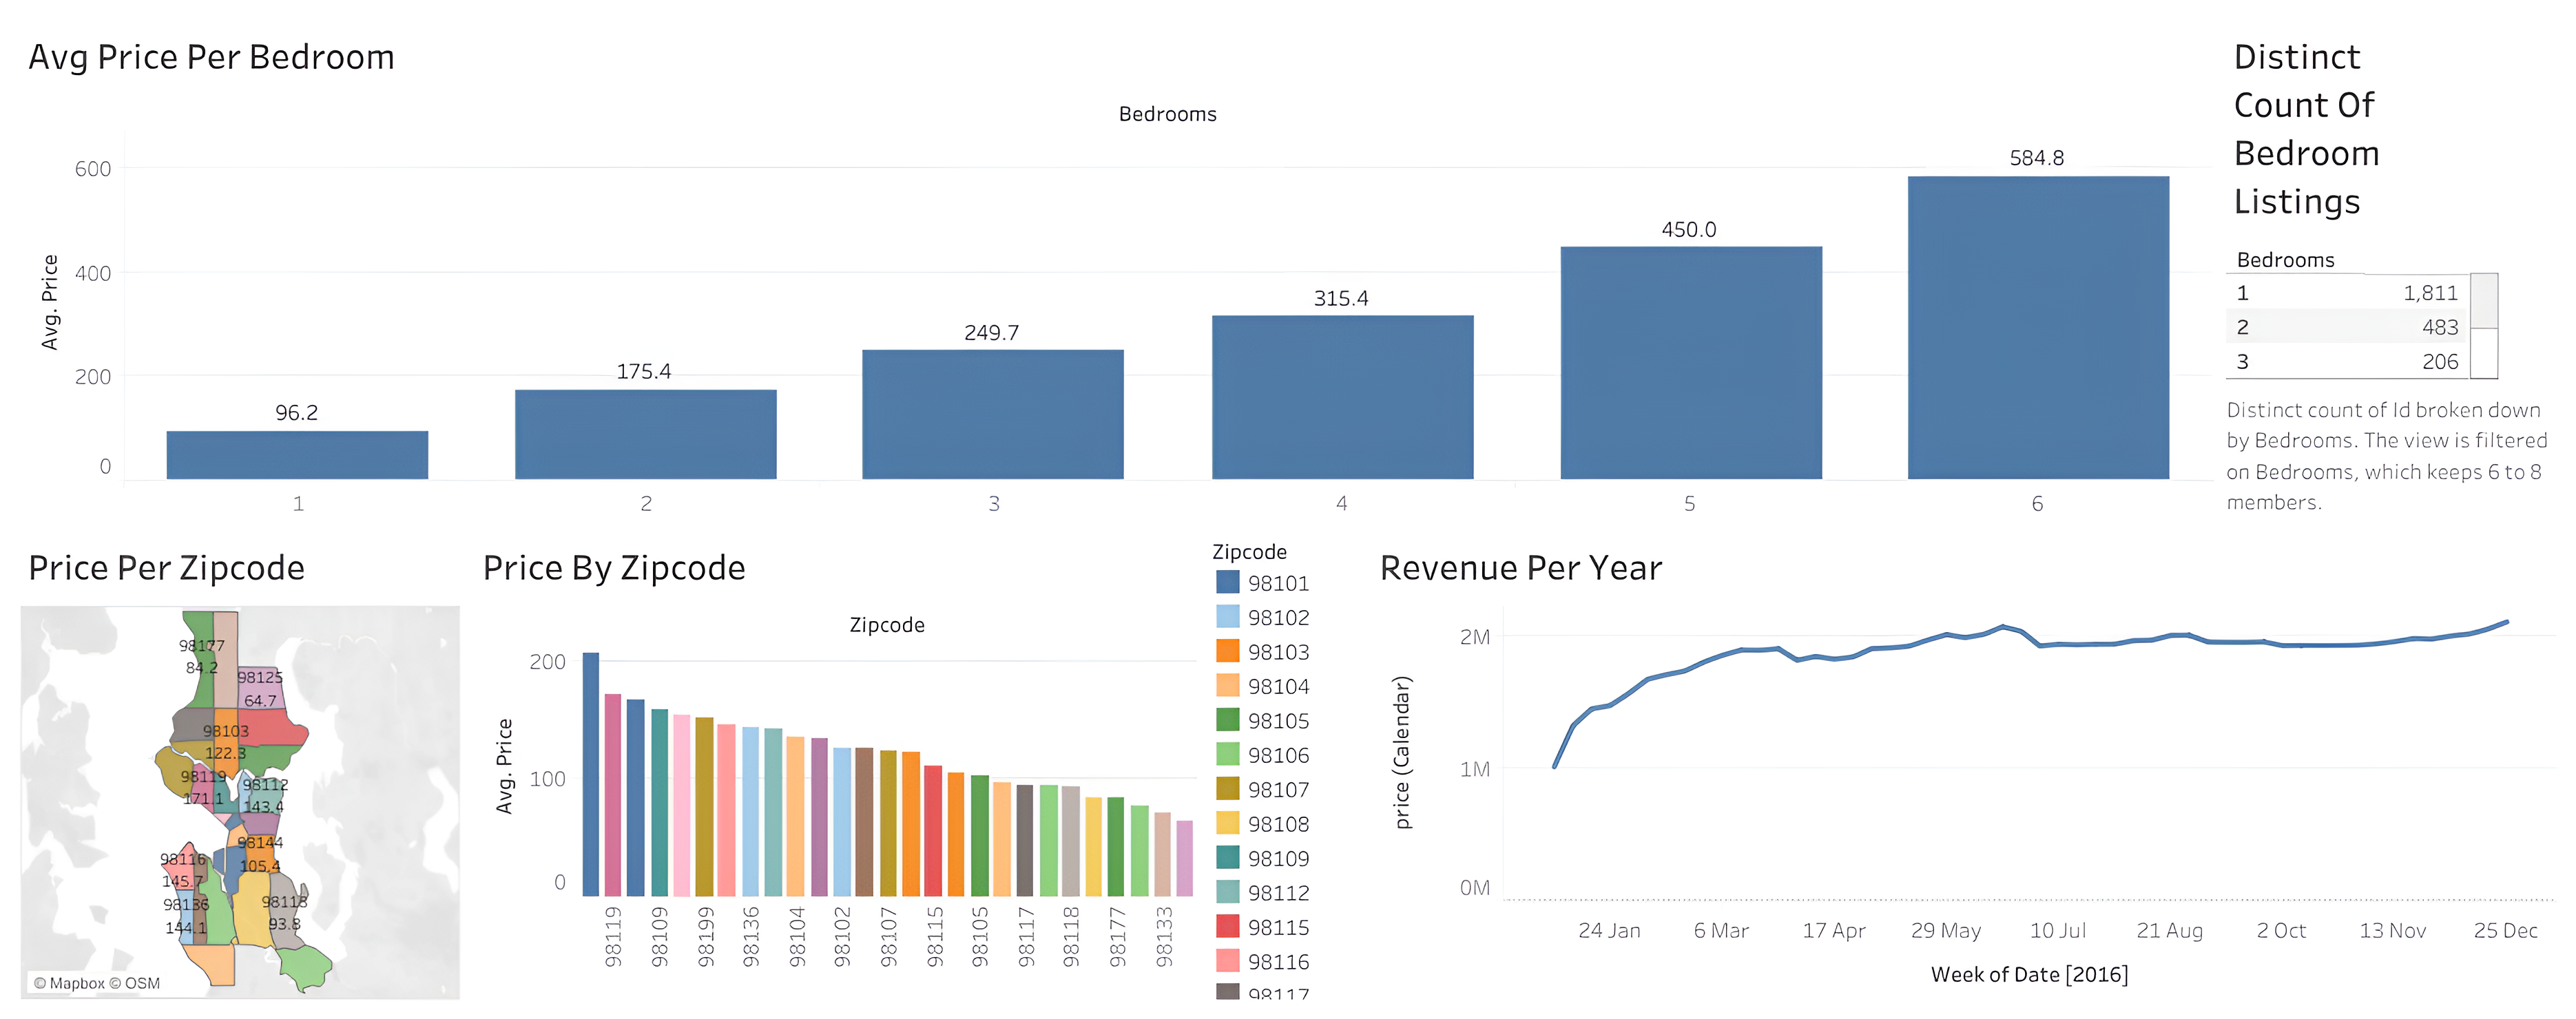 Avg Price Per Bedroom
Bedrooms
Avg. Price
600
400
200
0
96.2
175.4
249.7
315.4
450.0
584.8
1
2
3
4
5
6
Distinct
Count Of
Bedroom
Listings
Bedrooms
1 1,811
2 483
3 206
Distinct count of Id broken down
by Bedrooms. The view is filtered
on Bedrooms, which keeps 6 to 8
members.
Price Per Zipcode
98177
84.2
98125
64.7
98103
122.3
98119
171.1
98112
143.4
98144
105.4
98116
145.7
98136
144.1
98118
93.8
© Mapbox © OSM
Price By Zipcode
Zipcode
Avg. Price
200
100
0
98119
98109
98199
98136
98104
98102
98107
98115
98105
98117
98118
98177
98133
Zipcode
98101
98102
98103
98104
98105
98106
98107
98108
98109
98112
98115
98116
98117
Revenue Per Year
price (Calendar)
2M
1M
0M
24 Jan
6 Mar
17 Apr
29 May
10 Jul
21 Aug
2 Oct
13 Nov
25 Dec
Week of Date [2016]